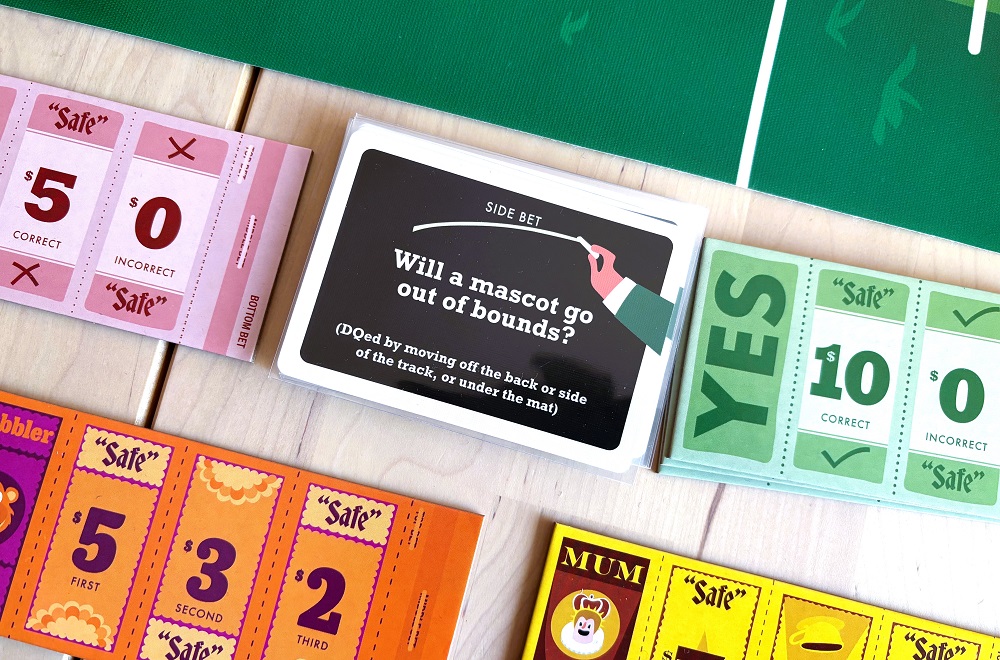 "Safe"
$5
CORRECT
$0
INCORRECT
"Safe"
BOTTOM BET
SIDE BET
Will a mascot go
out of bounds?
(DQed by moving off the back or side
of the track, or under the mat)
YES
"Safe"
$10
CORRECT
$0
INCORRECT
"Safe"
bbler
"Safe"
$5
FIRST
$3
SECOND
"Safe"
"Safe"
$2
THIRD
MUM
"Safe"
"Safe"